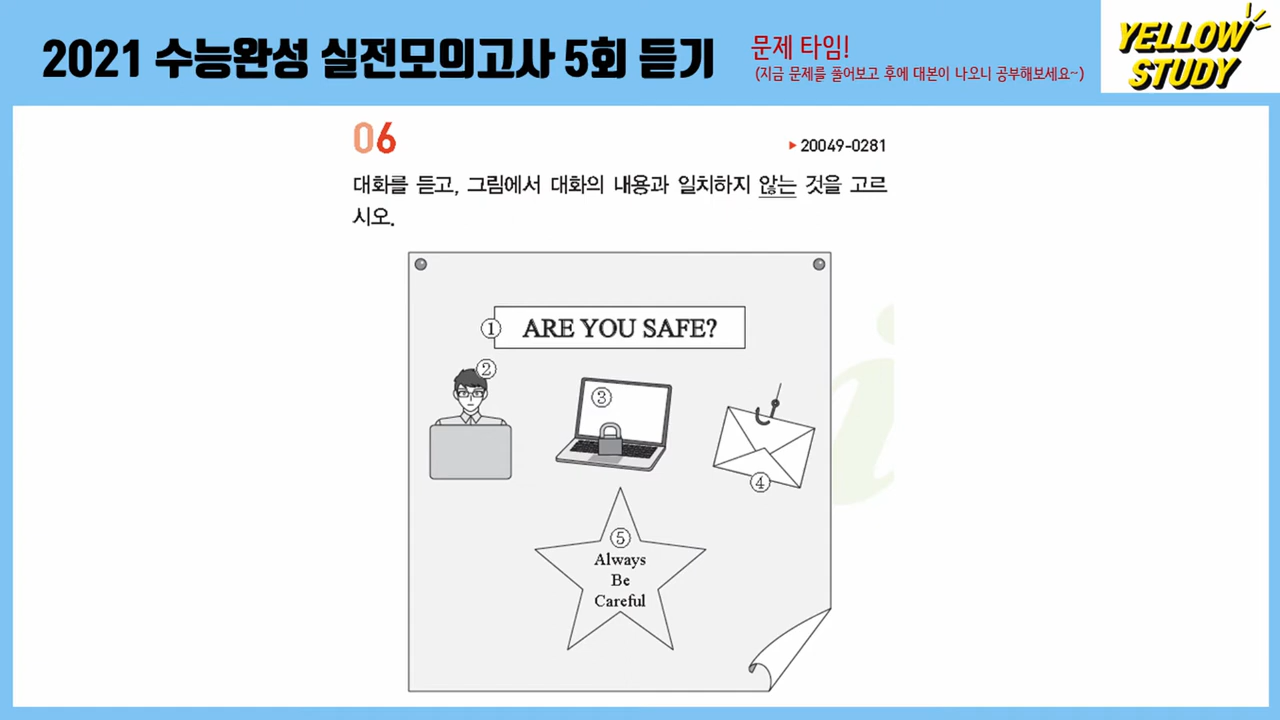 2021 수능완성 실전모의고사 5회 듣기
문제 타임!
(지금 문제를 풀어보고 후에 대본이 나오니 공부해보세요~)
YELLOW
STUDY
06
▶ 20049-0281
대화를 듣고, 그림에서 대화의 내용과 일치하지 않는 것을 고르
시오.
① ARE YOU SAFE?
②
③
④
⑤
Always
Be
Careful